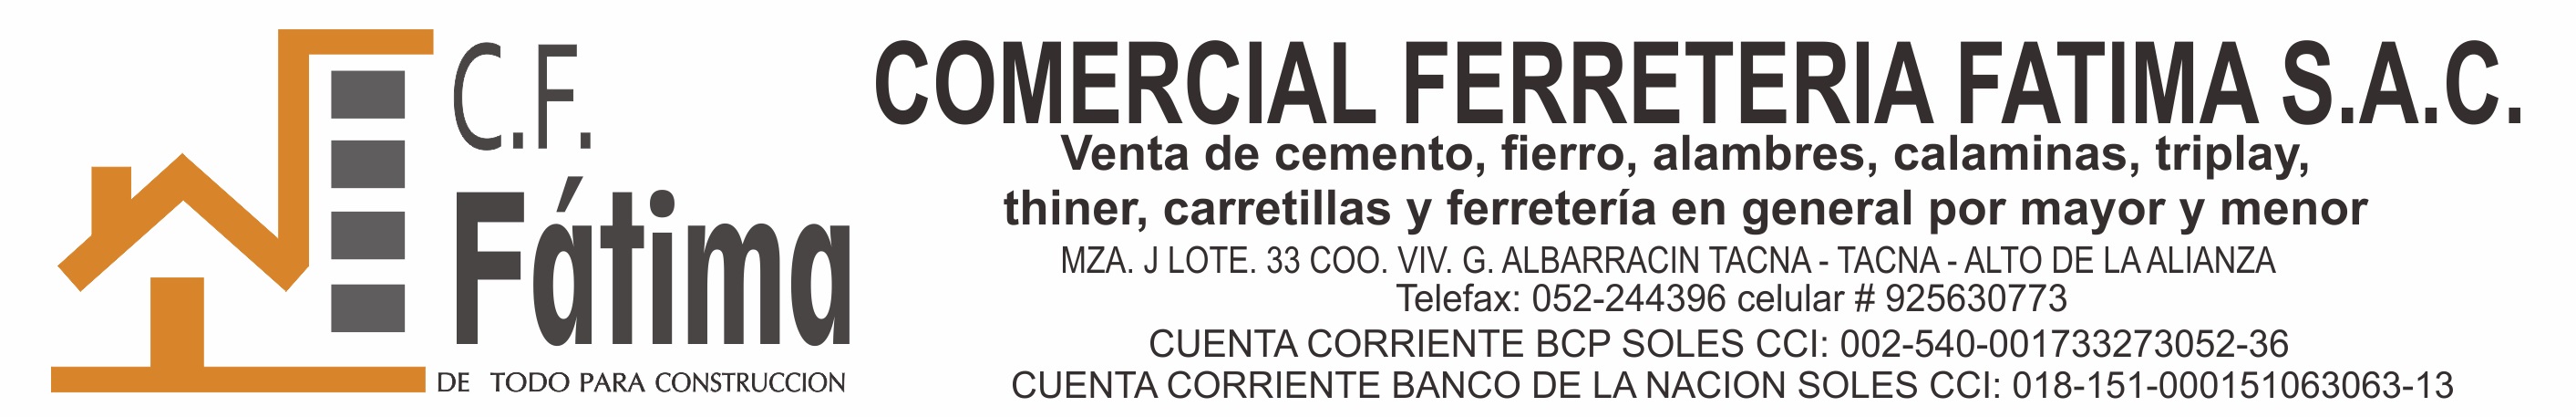 C.F.
Fátima
DE TODO PARA CONSTRUCCION
COMERCIAL FERRETERIA FATIMA S.A.C.
Venta de cemento, fierro, alambres, calaminas, triplay,
thiner, carretillas y ferretería en general por mayor y menor
MZA. J LOTE. 33 COO. VIV. G. ALBARRACIN TACNA - TACNA - ALTO DE LA ALIANZA
Telefax: 052-244396 celular # 925630773
CUENTA CORRIENTE BCP SOLES CCI: 002-540-001733273052-36
CUENTA CORRIENTE BANCO DE LA NACION SOLES CCI: 018-151-000151063063-13